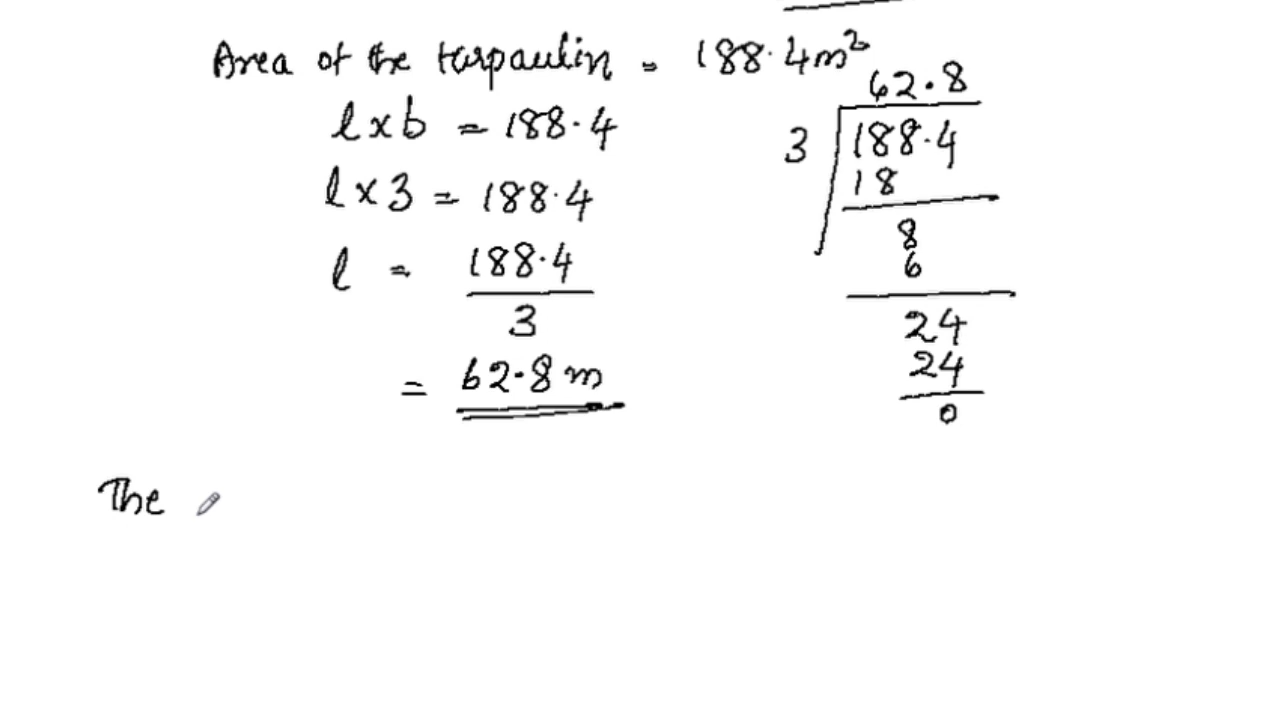 Area of the tarpaulin = 188.4m²
l x b = 188.4
l x 3 = 188.4
l = 188.4
3
= 62.8 m
62.8
3 188.4
18
8
6
24
24
0
The